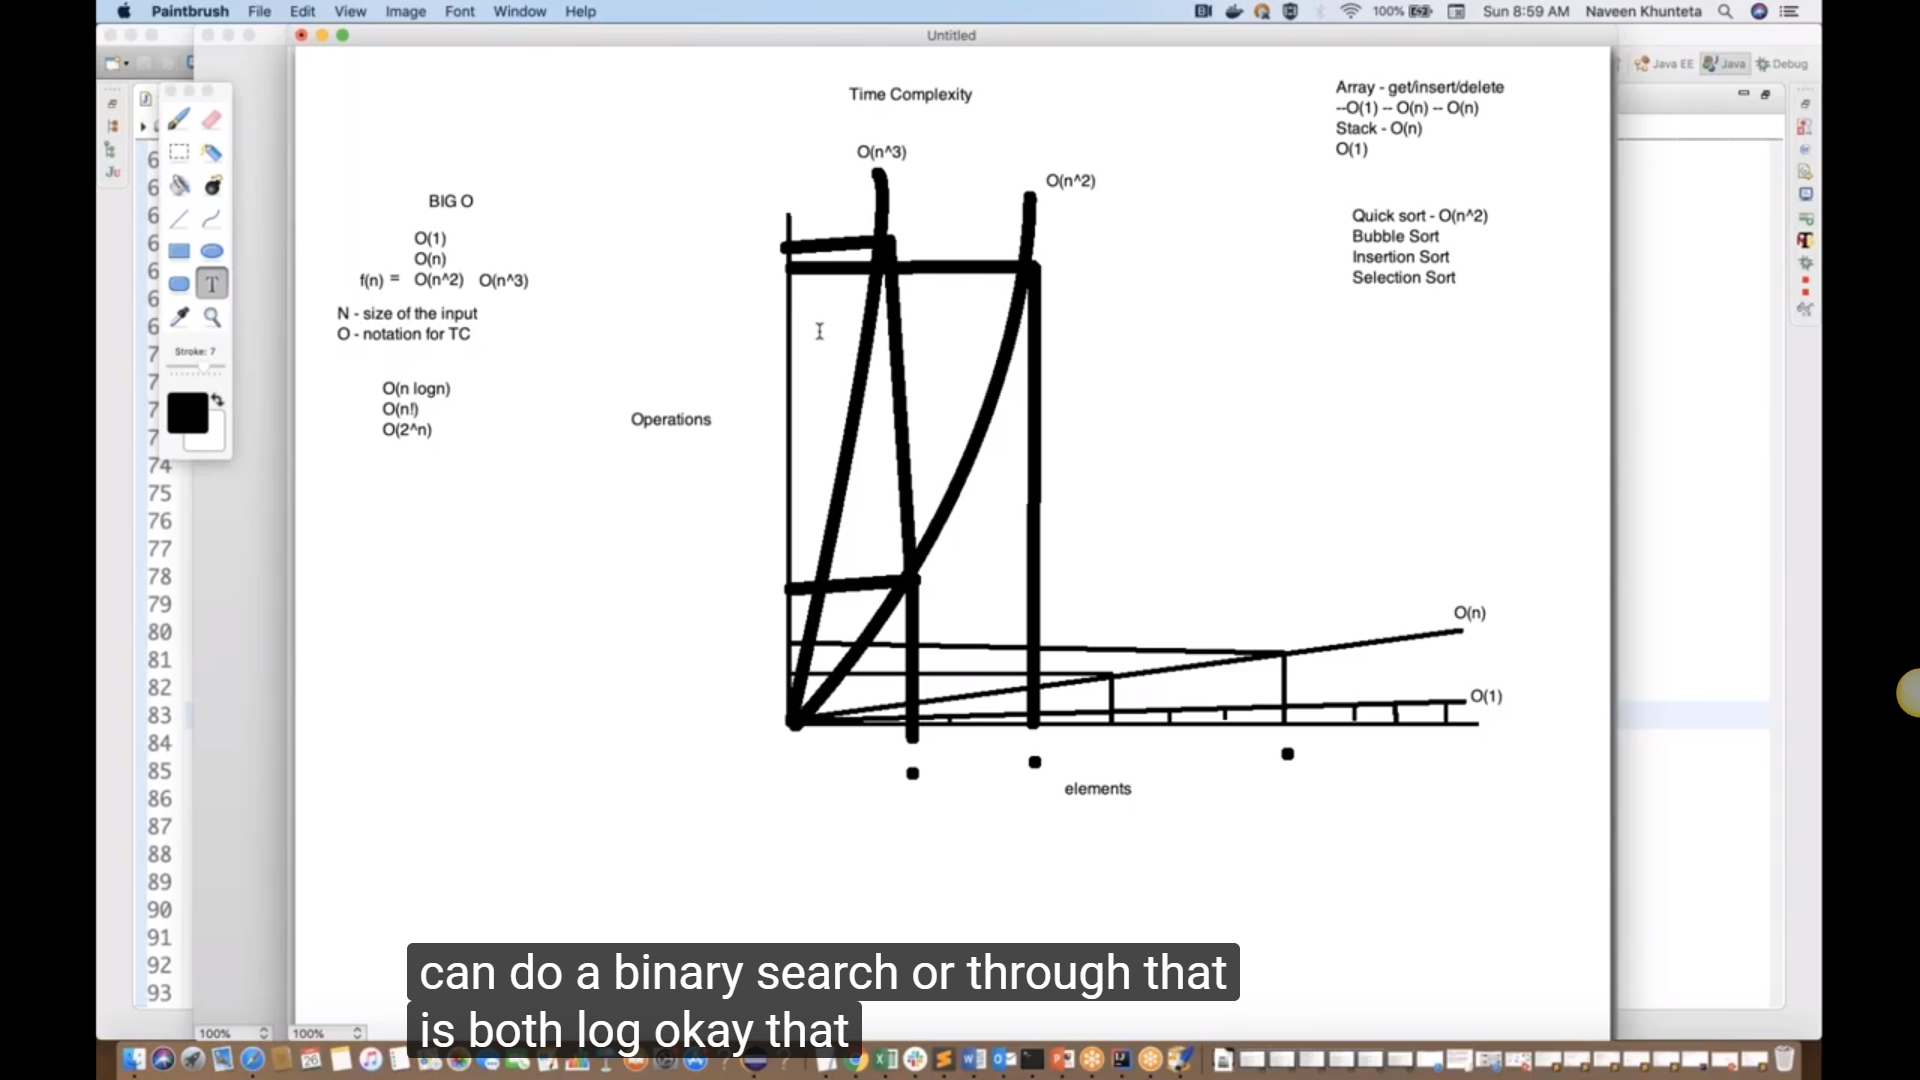 Paintbrush File Edit View Image Font Window Help
100% Sun 8:59 AM Naveen Khunteta
Untitled
Java EE Java Debug
Time Complexity
Array - get/insert/delete
--O(1) -- O(n) -- O(n)
Stack - O(n)
O(1)
O(n^3)
O(n^2)
BIG O
O(1)
O(n)
f(n) = O(n^2) O(n^3)
N - size of the input
O - notation for TC
Quick sort - O(n^2)
Bubble Sort
Insertion Sort
Selection Sort
Stroke: 7
O(n logn)
O(n!)
O(2^n)
Operations
O(n)
O(1)
elements
6
6
6
6
6
6
6
7
7
7
7
74
75
76
77
78
79
80
81
82
83
84
85
86
87
88
89
90
91
92
93
can do a binary search or through that
is both log okay that
100% 100%